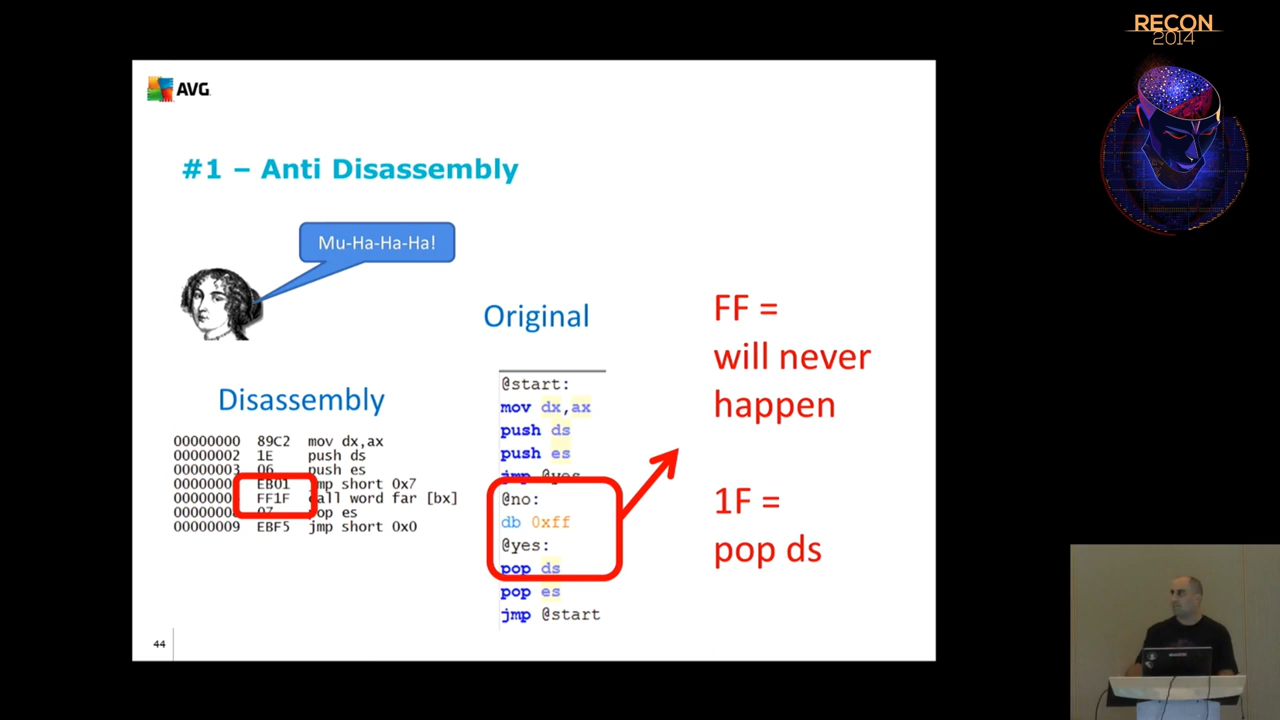 RECON
2014
AVG
#1 – Anti Disassembly
Mu-Ha-Ha-Ha!
Original
FF =
will never
happen
1F =
pop ds
Disassembly
00000000 89C2 mov dx,ax
00000002 1E push ds
00000003 06 push es
0000000 EB01 jmp short 0x7
0000000 FF1F call word far [bx]
0000000 07 pop es
00000009 EBF5 jmp short 0x0
@start:
mov dx,ax
push ds
push es
jmp @yes
@no:
db 0xff
@yes:
pop ds
pop es
jmp @start
44